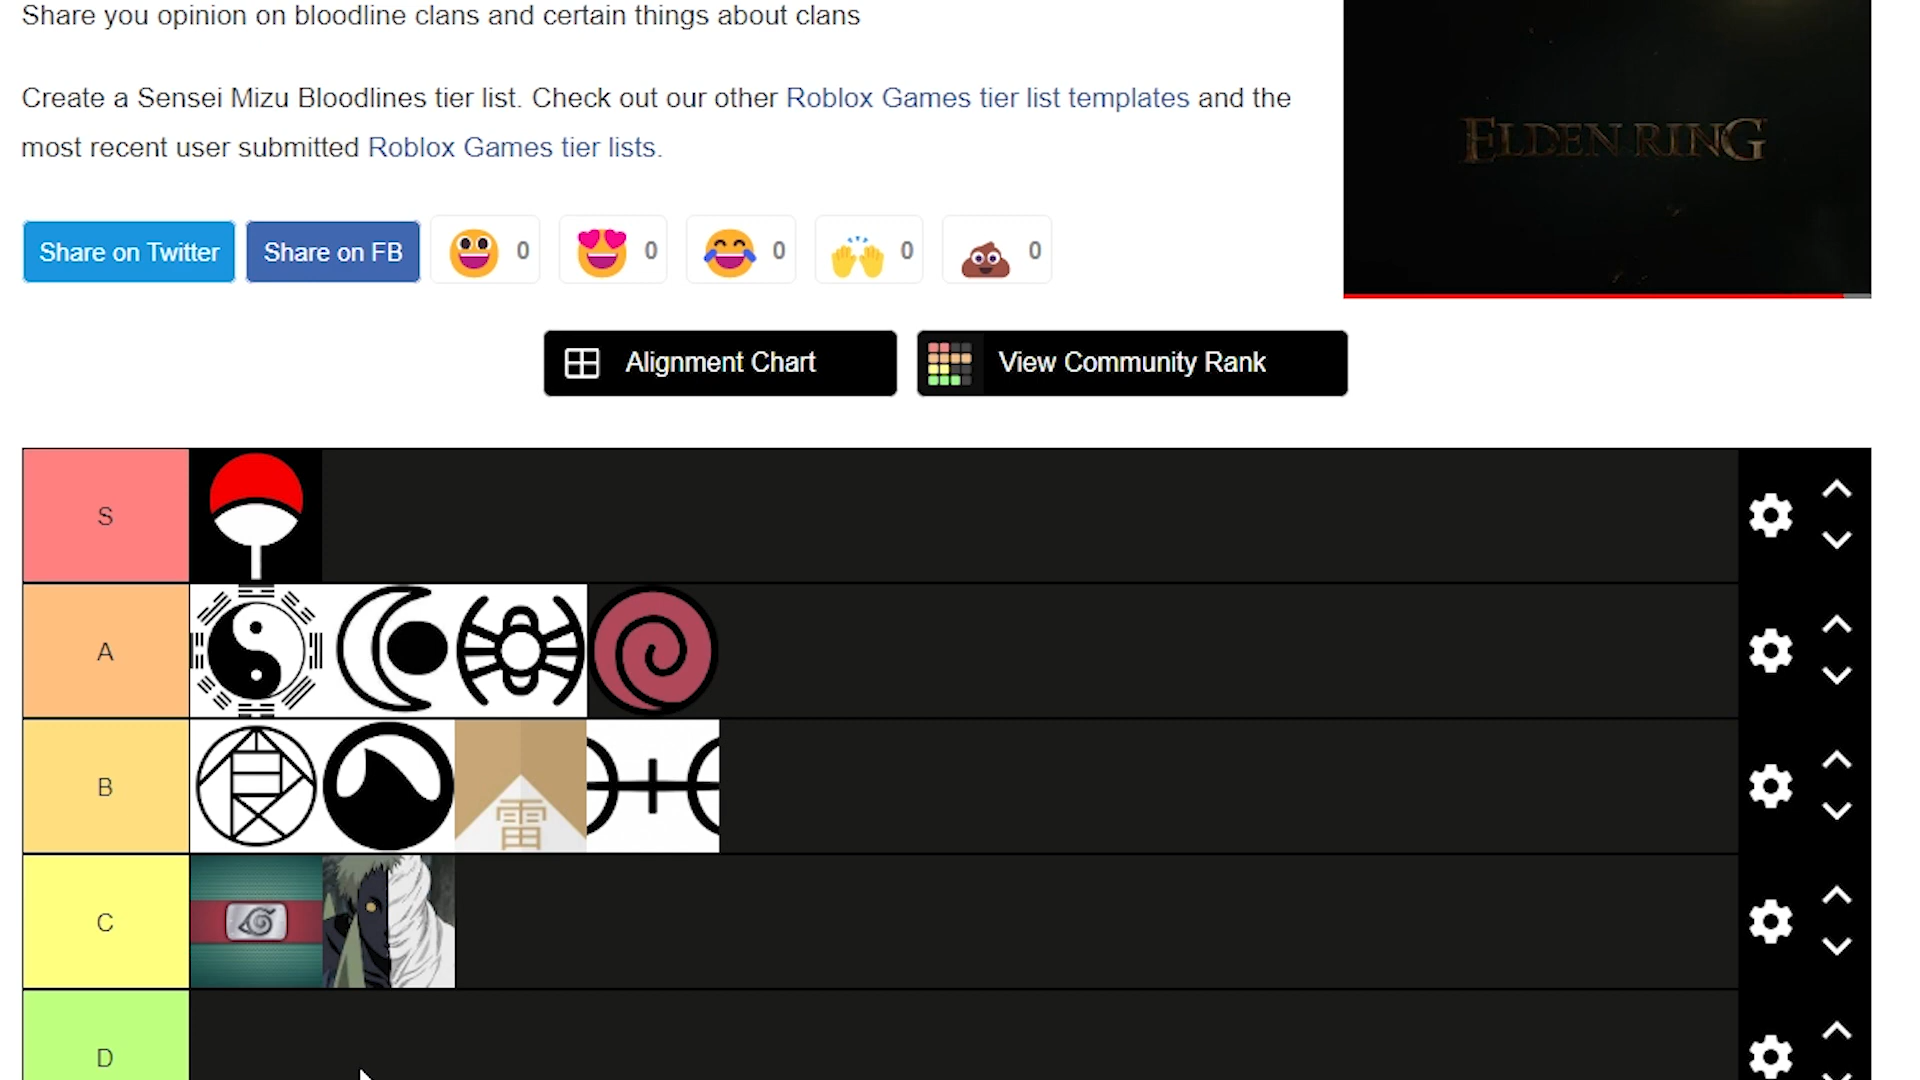 Share you opinion on bloodline clans and certain things about clans
Create a Sensei Mizu Bloodlines tier list. Check out our other Roblox Games tier list templates and the
most recent user submitted Roblox Games tier lists.
ELDEN RING
Share on Twitter
Share on FB
0
0
0
0
0
Alignment Chart
View Community Rank
S
A
B
雷
C
D